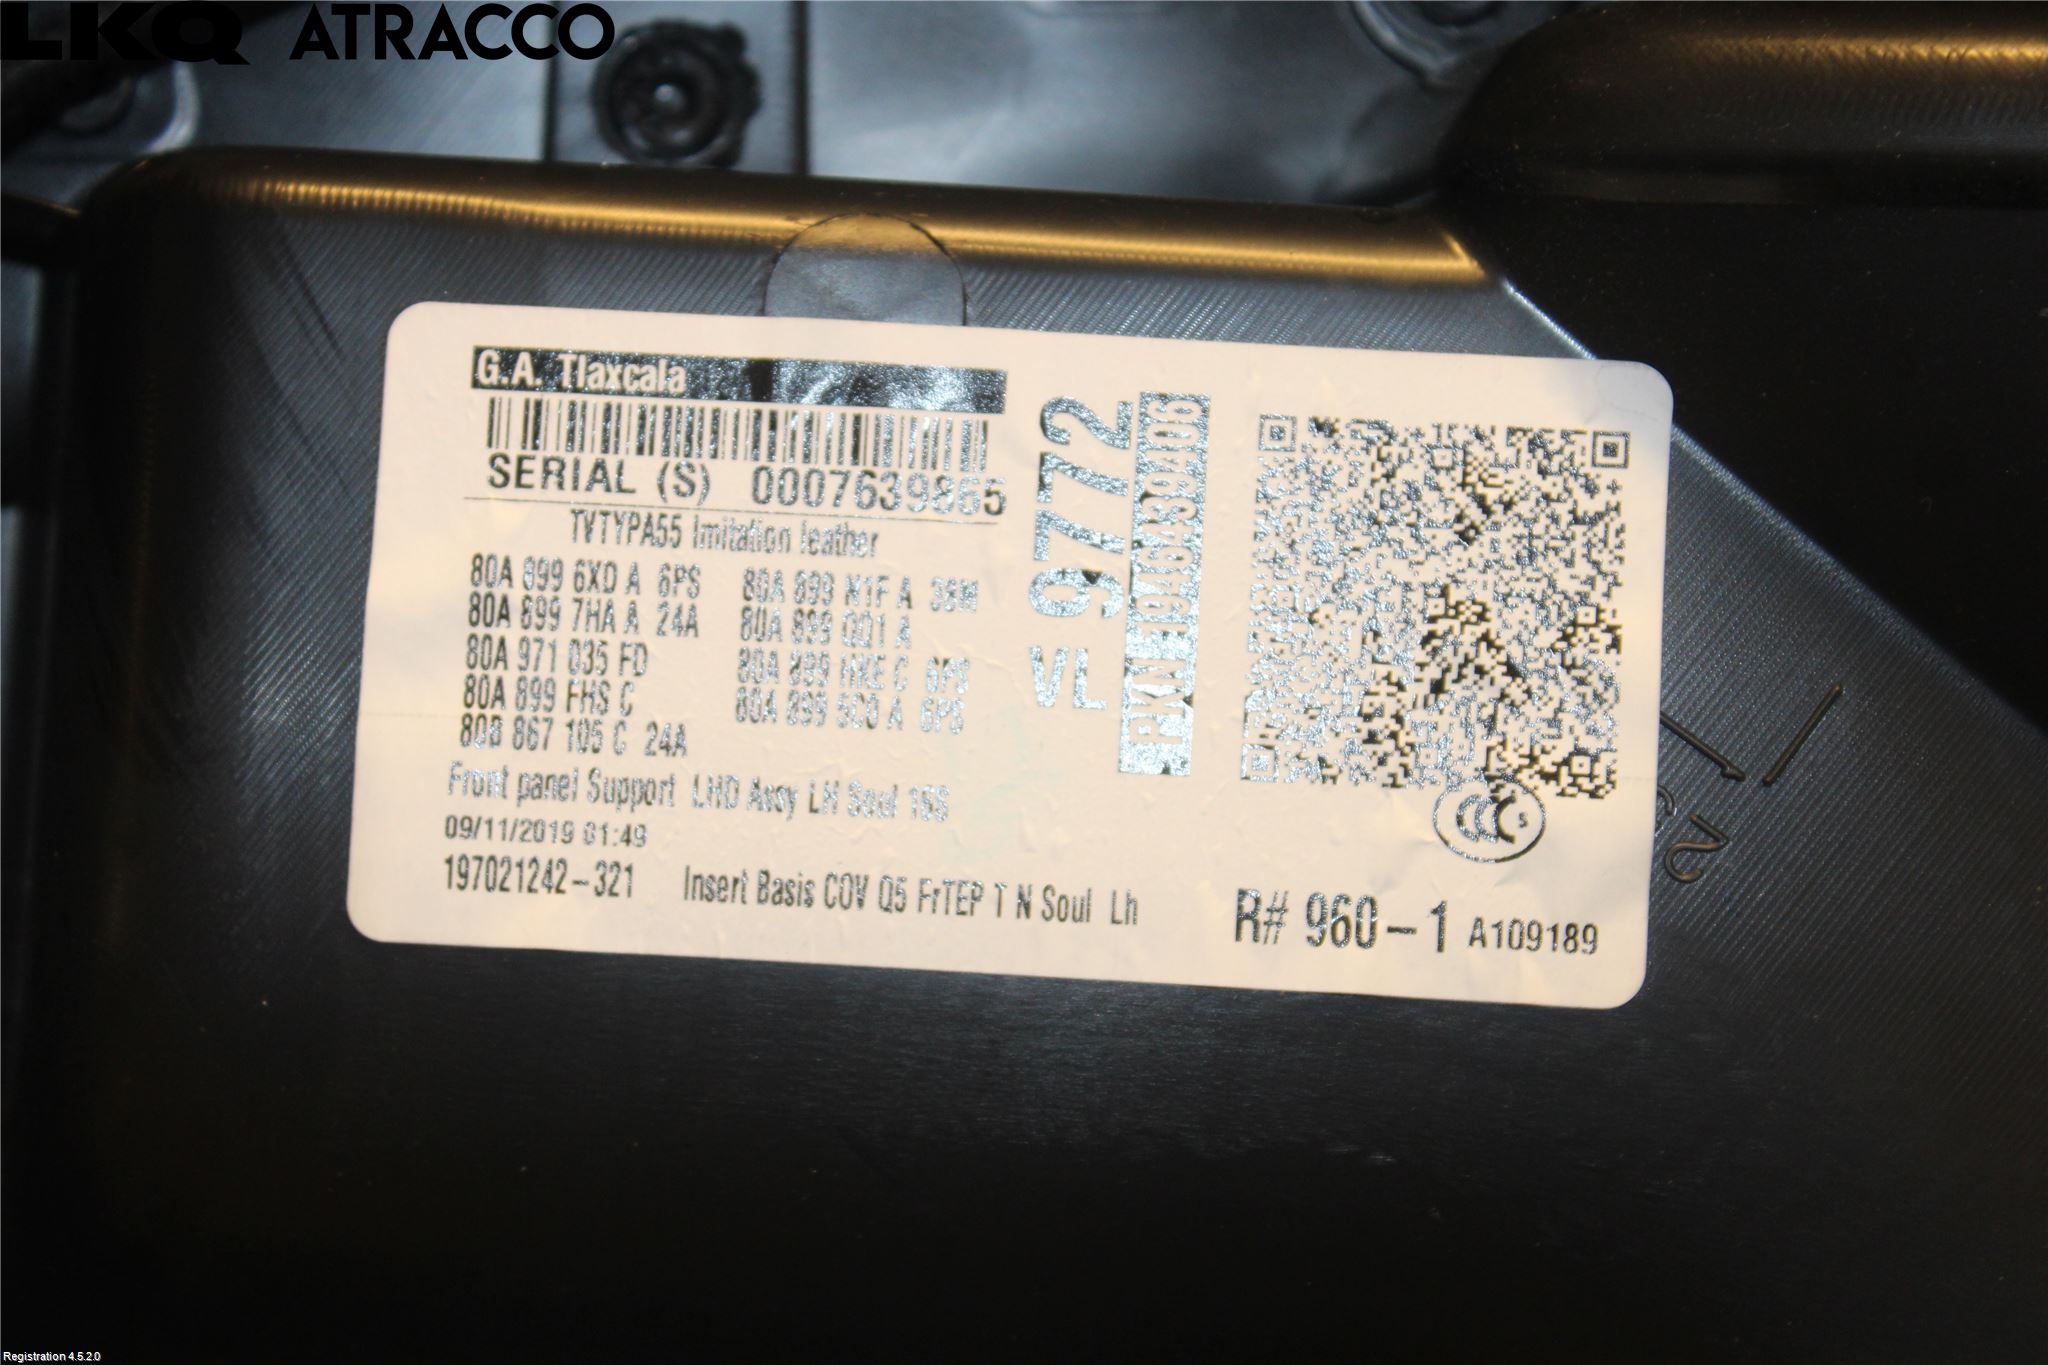 LKQ ATRACCO
G.A. Tlaxcala
SERIAL (S) 0007639865
TVTYPA55 Imitation leather
80A 899 6XD A 6PS
80A 899 7HA A 24A
80A 971 035 FD
80A 899 FHS C
80B 867 105 C 24A
80A 899 N1F A 38M
80A 899 QQ1 A
80A 899 HXE C 6PS
80A 899 5C0 A 6PS
Front panel Support LHD Assy LH Soul 16S
09/11/2019 01:49
197021242-321 Insert Basis COV Q5 FrTEP T N Soul Lh
VL 9772
S
R# 960-1 A109189
Registration 4.5.2.0